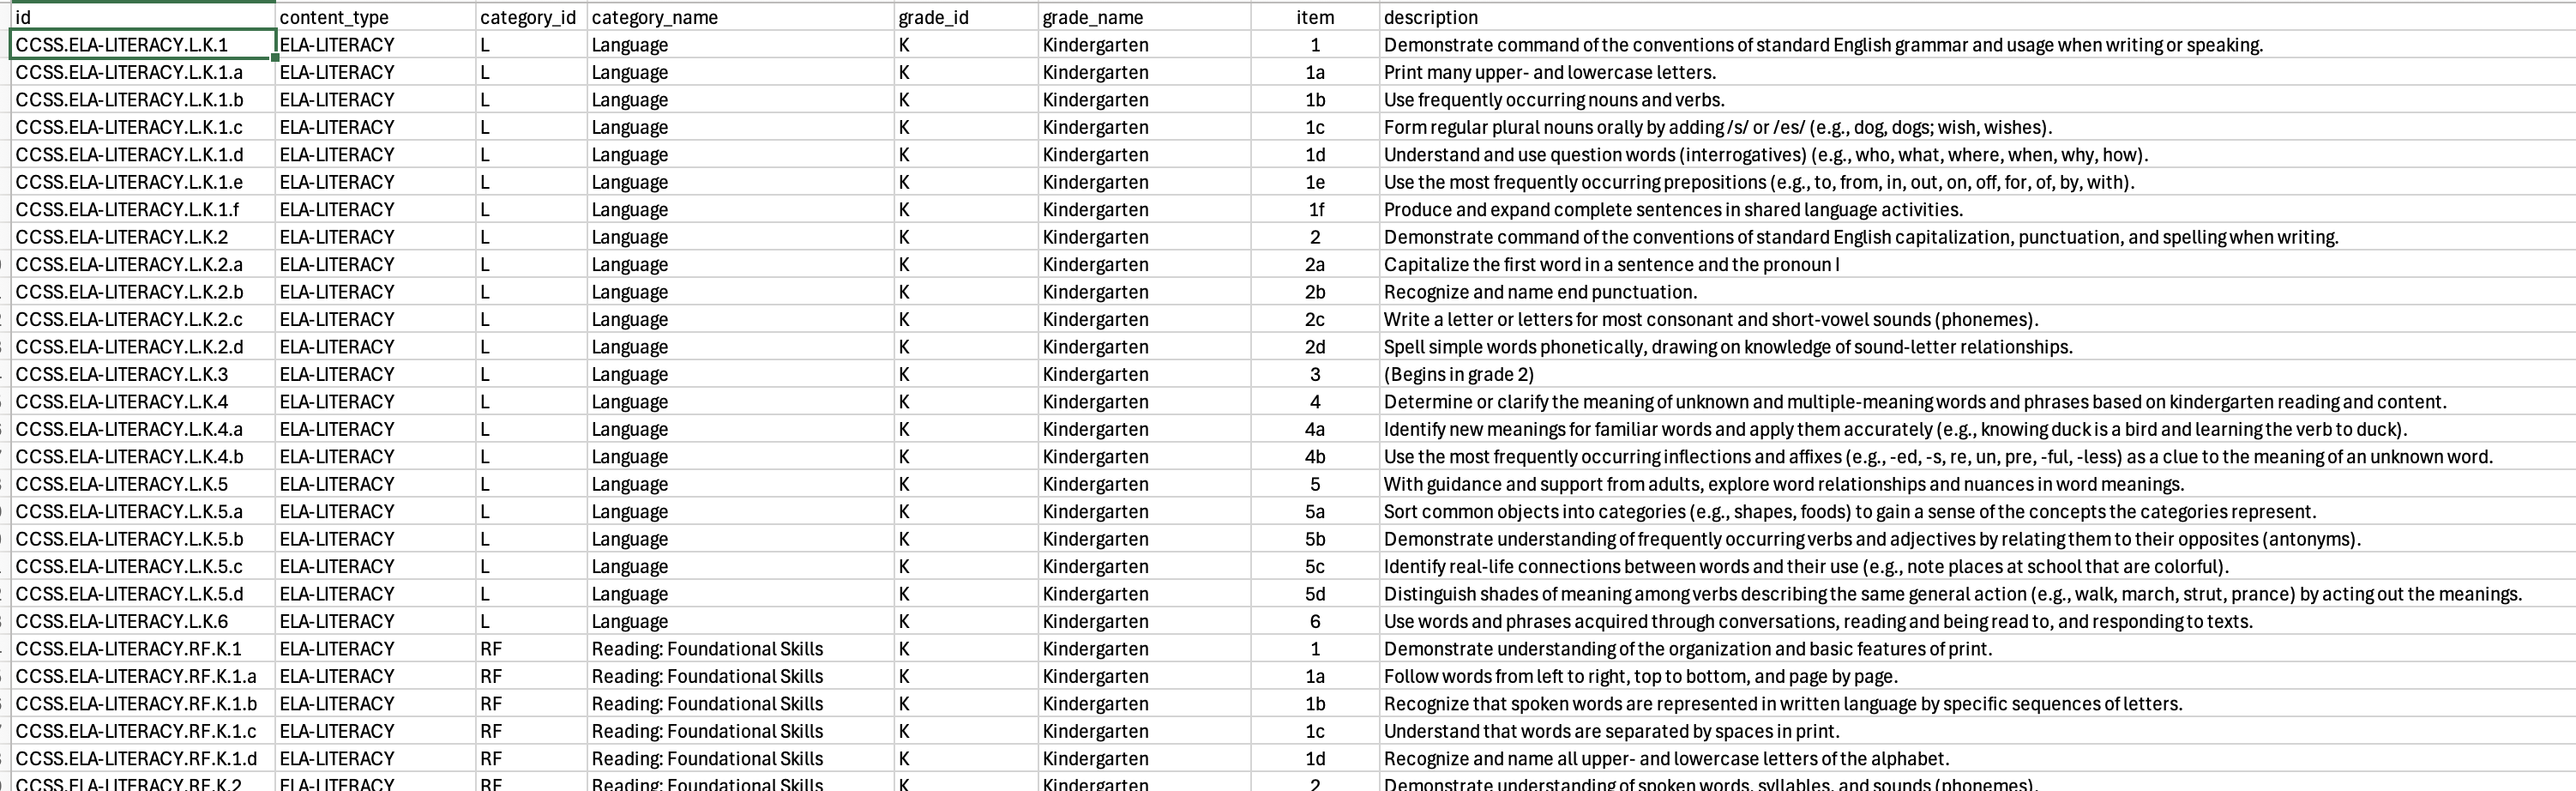 id content_type category_id category_name grade_id grade_name item description
CCSS.ELA-LITERACY.L.K.1 ELA-LITERACY L Language K Kindergarten 1 Demonstrate command of the conventions of standard English grammar and usage when writing or speaking.
CCSS.ELA-LITERACY.L.K.1.a ELA-LITERACY L Language K Kindergarten 1a Print many upper- and lowercase letters.
CCSS.ELA-LITERACY.L.K.1.b ELA-LITERACY L Language K Kindergarten 1b Use frequently occurring nouns and verbs.
CCSS.ELA-LITERACY.L.K.1.c ELA-LITERACY L Language K Kindergarten 1c Form regular plural nouns orally by adding /s/ or /es/ (e.g., dog, dogs; wish, wishes).
CCSS.ELA-LITERACY.L.K.1.d ELA-LITERACY L Language K Kindergarten 1d Understand and use question words (interrogatives) (e.g., who, what, where, when, why, how).
CCSS.ELA-LITERACY.L.K.1.e ELA-LITERACY L Language K Kindergarten 1e Use the most frequently occurring prepositions (e.g., to, from, in, out, on, off, for, of, by, with).
CCSS.ELA-LITERACY.L.K.1.f ELA-LITERACY L Language K Kindergarten 1f Produce and expand complete sentences in shared language activities.
CCSS.ELA-LITERACY.L.K.2 ELA-LITERACY L Language K Kindergarten 2 Demonstrate command of the conventions of standard English capitalization, punctuation, and spelling when writing.
CCSS.ELA-LITERACY.L.K.2.a ELA-LITERACY L Language K Kindergarten 2a Capitalize the first word in a sentence and the pronoun I
CCSS.ELA-LITERACY.L.K.2.b ELA-LITERACY L Language K Kindergarten 2b Recognize and name end punctuation.
CCSS.ELA-LITERACY.L.K.2.c ELA-LITERACY L Language K Kindergarten 2c Write a letter or letters for most consonant and short-vowel sounds (phonemes).
CCSS.ELA-LITERACY.L.K.2.d ELA-LITERACY L Language K Kindergarten 2d Spell simple words phonetically, drawing on knowledge of sound-letter relationships.
CCSS.ELA-LITERACY.L.K.3 ELA-LITERACY L Language K Kindergarten 3 (Begins in grade 2)
CCSS.ELA-LITERACY.L.K.4 ELA-LITERACY L Language K Kindergarten 4 Determine or clarify the meaning of unknown and multiple-meaning words and phrases based on kindergarten reading and content.
CCSS.ELA-LITERACY.L.K.4.a ELA-LITERACY L Language K Kindergarten 4a Identify new meanings for familiar words and apply them accurately (e.g., knowing duck is a bird and learning the verb to duck).
CCSS.ELA-LITERACY.L.K.4.b ELA-LITERACY L Language K Kindergarten 4b Use the most frequently occurring inflections and affixes (e.g., -ed, -s, re, un, pre, -ful, -less) as a clue to the meaning of an unknown word.
CCSS.ELA-LITERACY.L.K.5 ELA-LITERACY L Language K Kindergarten 5 With guidance and support from adults, explore word relationships and nuances in word meanings.
CCSS.ELA-LITERACY.L.K.5.a ELA-LITERACY L Language K Kindergarten 5a Sort common objects into categories (e.g., shapes, foods) to gain a sense of the concepts the categories represent.
CCSS.ELA-LITERACY.L.K.5.b ELA-LITERACY L Language K Kindergarten 5b Demonstrate understanding of frequently occurring verbs and adjectives by relating them to their opposites (antonyms).
CCSS.ELA-LITERACY.L.K.5.c ELA-LITERACY L Language K Kindergarten 5c Identify real-life connections between words and their use (e.g., note places at school that are colorful).
CCSS.ELA-LITERACY.L.K.5.d ELA-LITERACY L Language K Kindergarten 5d Distinguish shades of meaning among verbs describing the same general action (e.g., walk, march, strut, prance) by acting out the meanings.
CCSS.ELA-LITERACY.L.K.6 ELA-LITERACY L Language K Kindergarten 6 Use words and phrases acquired through conversations, reading and being read to, and responding to texts.
CCSS.ELA-LITERACY.RF.K.1 ELA-LITERACY RF Reading: Foundational Skills K Kindergarten 1 Demonstrate understanding of the organization and basic features of print.
CCSS.ELA-LITERACY.RF.K.1.a ELA-LITERACY RF Reading: Foundational Skills K Kindergarten 1a Follow words from left to right, top to bottom, and page by page.
CCSS.ELA-LITERACY.RF.K.1.b ELA-LITERACY RF Reading: Foundational Skills K Kindergarten 1b Recognize that spoken words are represented in written language by specific sequences of letters.
CCSS.ELA-LITERACY.RF.K.1.c ELA-LITERACY RF Reading: Foundational Skills K Kindergarten 1c Understand that words are separated by spaces in print.
CCSS.ELA-LITERACY.RF.K.1.d ELA-LITERACY RF Reading: Foundational Skills K Kindergarten 1d Recognize and name all upper- and lowercase letters of the alphabet.
CCSS.ELA-LITERACY.RF.K.2 ELA-LITERACY RF Reading: Foundational Skills K Kindergarten 2 Demonstrate understanding of spoken words, syllables, and sounds (phonemes).